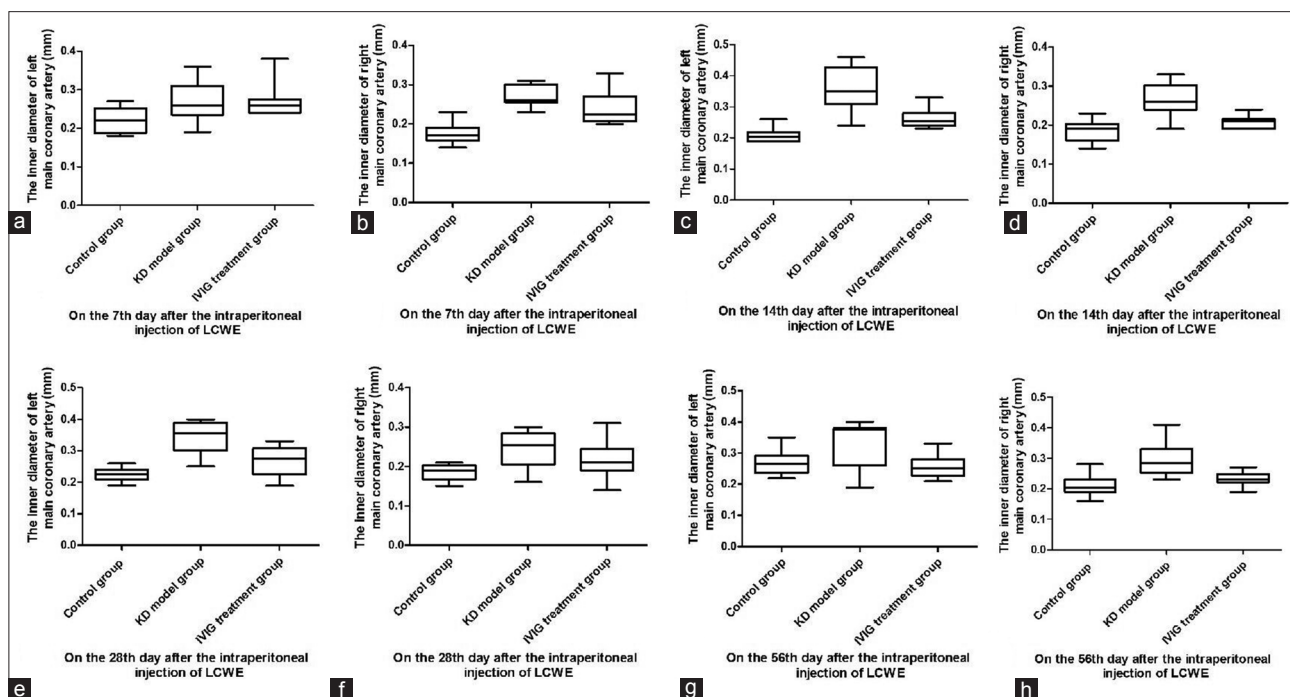 The inner diameter of left
main coronary artery (mm)
0.4
0.3
0.2
0.1
0.0
Control group
KD model group
IVIG treatment group
On the 7th day after the intraperitoneal
injection of LCWE
a
The inner diameter of right
main coronary artery (mm)
0.4
0.3
0.2
0.1
0.0
Control group
KD model group
IVIG treatment group
On the 7th day after the intraperitoneal
injection of LCWE
b
The inner diameter of left
main coronary artery (mm)
0.5
0.4
0.3
0.2
0.1
0.0
Control group
KD model group
IVIG treatment group
On the 14th day after the intraperitoneal
injection of LCWE
c
The inner diameter of right
main coronary artery (mm)
0.4
0.3
0.2
0.1
0.0
Control group
KD model group
IVIG treatment group
On the 14th day after the intraperitoneal
injection of LCWE
d
The inner diameter of left
main coronary artery (mm)
0.5
0.4
0.3
0.2
0.1
0.0
Control group
KD model group
IVIG treatment group
On the 28th day after the intraperitoneal
injection of LCWE
e
The Inner diameter of right
main coronary artery (mm)
0.4
0.3
0.2
0.1
0.0
Control group
KD model group
IVIG treatment group
On the 28th day after the intraperitoneal
injection of LCWE
f
The inner diameter of left
main coronary artery (mm)
0.5
0.4
0.3
0.2
0.1
0.0
Control group
KD model group
IVIG treatment group
On the 56th day after the intraperitoneal
injection of LCWE
g
The inner diameter of right
main coronary artery (mm)
0.5
0.4
0.3
0.2
0.1
0.0
Control group
KD model group
IVIG treatment group
On the 56th day after the intraperitoneal
injection of LCWE
h